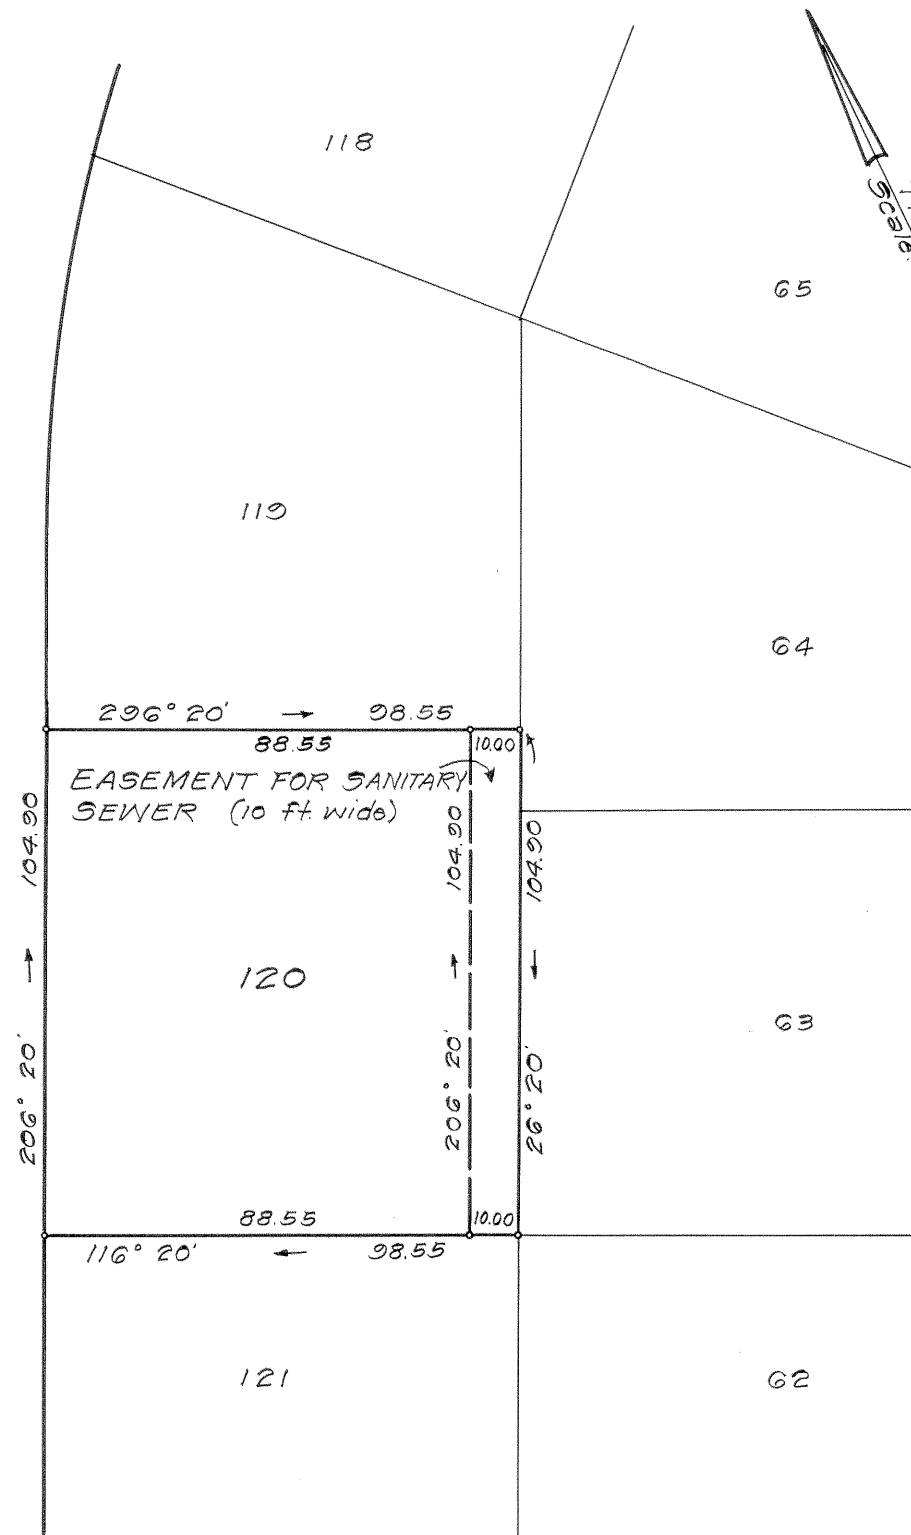 118
Scale
65
119
64
296° 20' → 98.55
88.55
10.00
EASEMENT FOR SANITARY
SEWER (10 ft. wide)
206° 20' → 104.90
206° 20' → 104.90
26° 20' ← 104.90
120
63
88.55
10.00
116° 20' ← 98.55
121
62